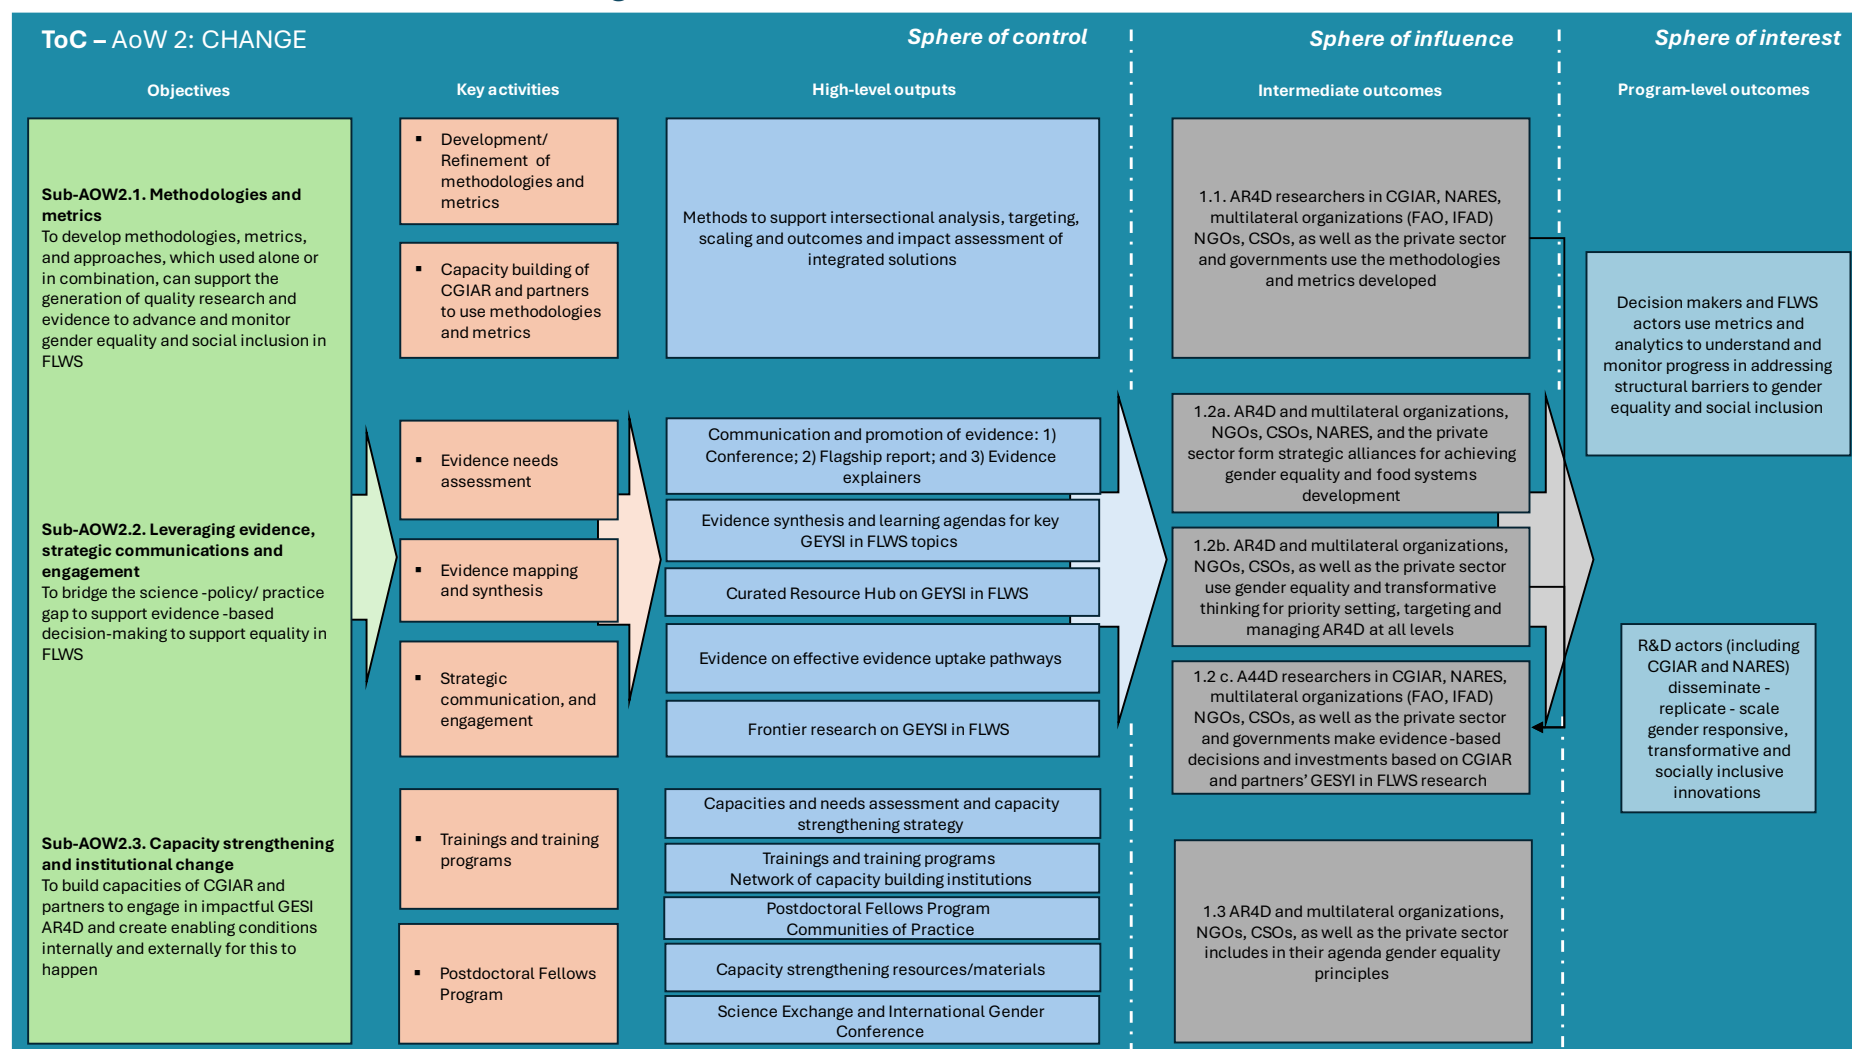 ToC – AoW 2: CHANGE
Sphere of control
Sphere of influence
Sphere of interest
Objectives
Key activities
High-level outputs
Intermediate outcomes
Program-level outcomes
Sub-AOW2.1. Methodologies and
metrics
To develop methodologies, metrics,
and approaches, which used alone or
in combination, can support the
generation of quality research and
evidence to advance and monitor
gender equality and social inclusion in
FLWS
Sub-AOW2.2. Leveraging evidence,
strategic communications and
engagement
To bridge the science -policy/ practice
gap to support evidence -based
decision-making to support equality in
FLWS
Sub-AOW2.3. Capacity strengthening
and institutional change
To build capacities of CGIAR and
partners to engage in impactful GESI
AR4D and create enabling conditions
internally and externally for this to
happen
▪ Development/
Refinement of
methodologies and
metrics
▪ Capacity building of
CGIAR and partners
to use methodologies
and metrics
▪ Evidence needs
assessment
▪ Evidence mapping
and synthesis
▪ Strategic
communication, and
engagement
▪ Trainings and training
programs
▪ Postdoctoral Fellows
Program
Methods to support intersectional analysis, targeting,
scaling and outcomes and impact assessment of
integrated solutions
Communication and promotion of evidence: 1)
Conference; 2) Flagship report; and 3) Evidence
explainers
Evidence synthesis and learning agendas for key
GEYSI in FLWS topics
Curated Resource Hub on GEYSI in FLWS
Evidence on effective evidence uptake pathways
Frontier research on GEYSI in FLWS
Capacities and needs assessment and capacity
strengthening strategy
Trainings and training programs
Network of capacity building institutions
Postdoctoral Fellows Program
Communities of Practice
Capacity strengthening resources/materials
Science Exchange and International Gender
Conference
1.1. AR4D researchers in CGIAR, NARES,
multilateral organizations (FAO, IFAD)
NGOs, CSOs, as well as the private sector
and governments use the methodologies
and metrics developed
1.2a. AR4D and multilateral organizations,
NGOs, CSOs, NARES, and the private
sector form strategic alliances for achieving
gender equality and food systems
development
1.2b. AR4D and multilateral organizations,
NGOs, CSOs, as well as the private sector
use gender equality and transformative
thinking for priority setting, targeting and
managing AR4D at all levels
1.2 c. A44D researchers in CGIAR, NARES,
multilateral organizations (FAO, IFAD)
NGOs, CSOs, as well as the private sector
and governments make evidence -based
decisions and investments based on CGIAR
and partners’ GESYI in FLWS research
1.3 AR4D and multilateral organizations,
NGOs, CSOs, as well as the private sector
includes in their agenda gender equality
principles
Decision makers and FLWS
actors use metrics and
analytics to understand and
monitor progress in addressing
structural barriers to gender
equality and social inclusion
R&D actors (including
CGIAR and NARES)
disseminate -
replicate - scale
gender responsive,
transformative and
socially inclusive
innovations